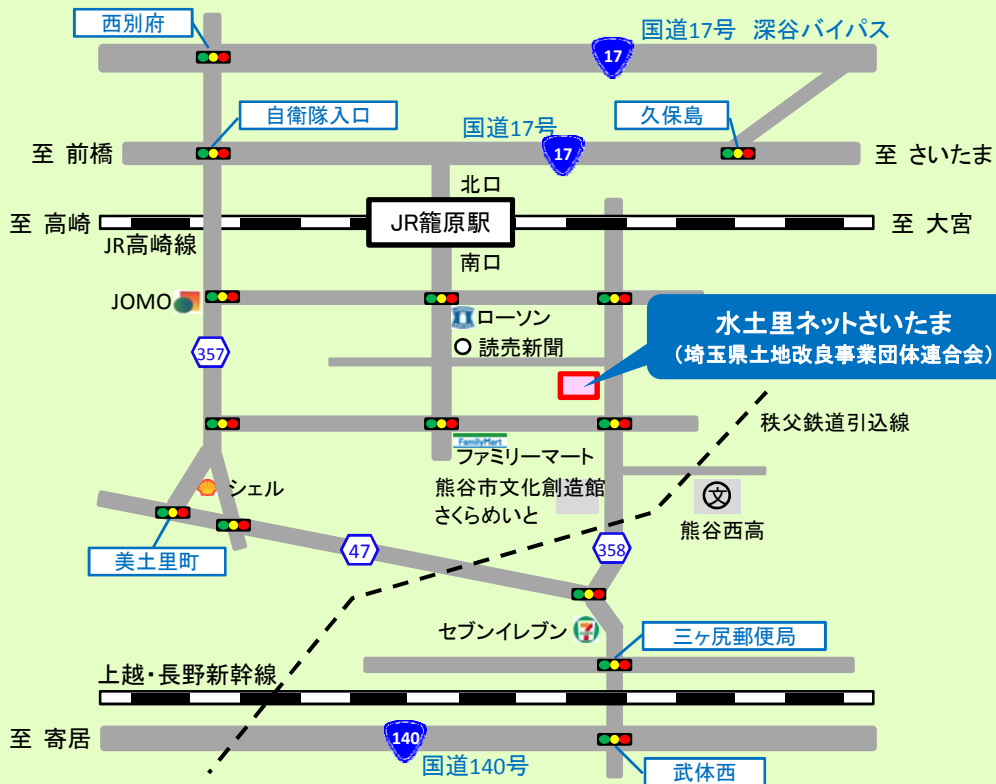 西別府
国道17号 深谷バイパス
17
自衛隊入口
国道17号
久保島
至 前橋
17
至 さいたま
北口
至 高崎
JR籠原駅
至 大宮
JR高崎線
南口
JOMO
ローソン
読売新聞
357
水土里ネットさいたま
(埼玉県土地改良事業団体連合会)
秩父鉄道引込線
FamilyMart
ファミリーマート
シェル
熊谷市文化創造館
さくらめいと
文
熊谷西高
美土里町
47
358
セブンイレブン
7
三ヶ尻郵便局
上越・長野新幹線
至 寄居
140
国道140号
武体西